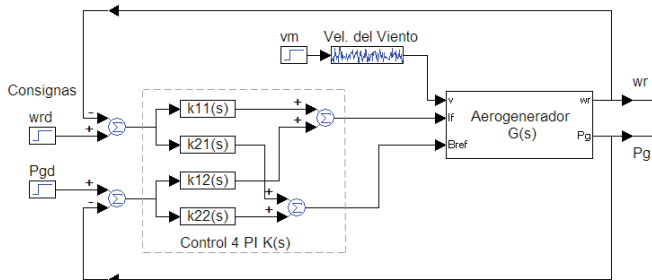 vm
Vel. del Viento
Consignas
wrd
Pgd
-
+
+
-
k11(s)
k21(s)
k12(s)
k22(s)
+
+
Σ
Σ
Σ
+
+
Σ
Control 4 PI K(s)
v
If
Bref
Aerogenerador
G(s)
wr
Pg
wr
Pg